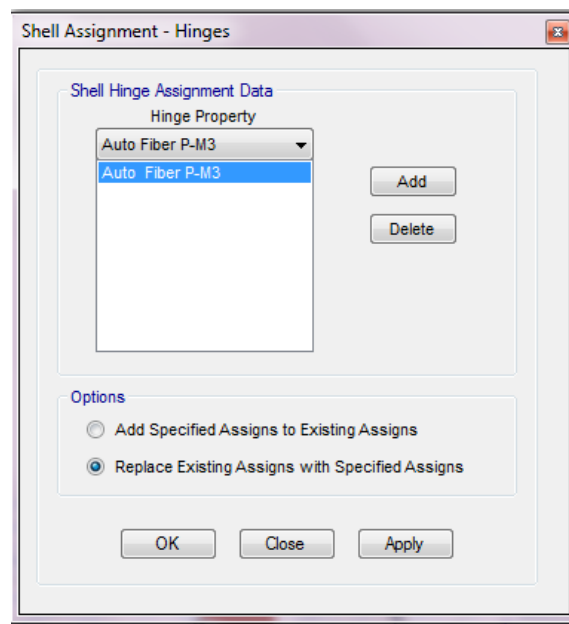 Shell Assignment - Hinges
Shell Hinge Assignment Data
Hinge Property
Auto Fiber P-M3
Auto Fiber P-M3
Add
Delete
Options
Add Specified Assigns to Existing Assigns
Replace Existing Assigns with Specified Assigns
OK Close Apply